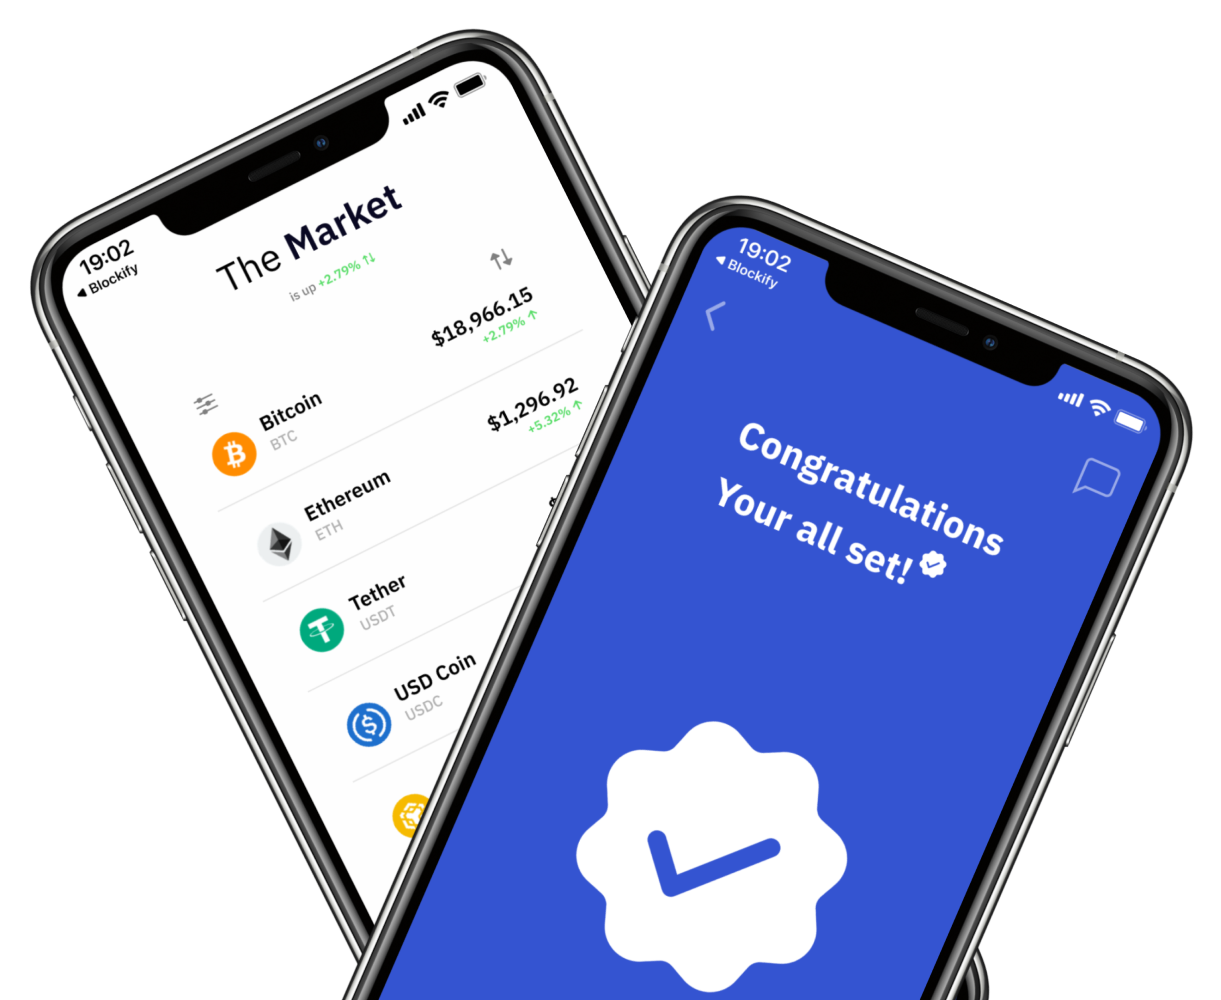 19:02
◀ Blockify
The Market
is up +2.79% ↑↓
$18,966.15
+2.79% ↑
Bitcoin
BTC
$1,296.92
+5.32% ↑
Ethereum
ETH
Tether
USDT
USD Coin
USDC
19:02
◀ Blockify
Congratulations
Your all set!